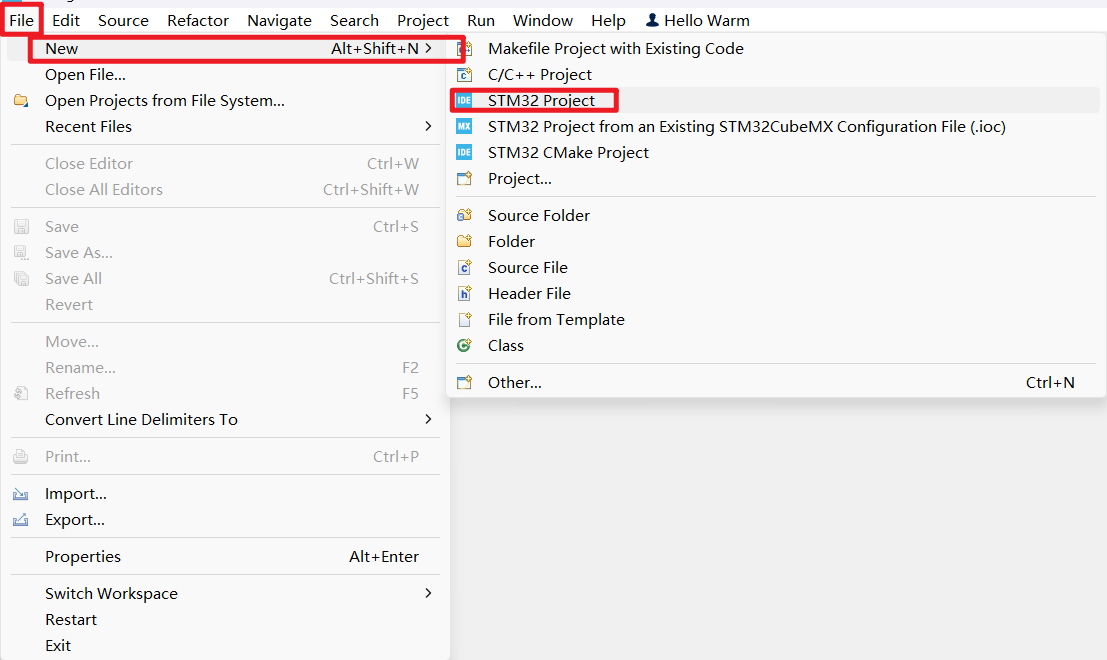 File Edit Source Refactor Navigate Search Project Run Window Help Hello Warm
New Alt+Shift+N
Open File...
Open Projects from File System...
Recent Files
Close Editor Ctrl+W
Close All Editors Ctrl+Shift+W
Save Ctrl+S
Save As...
Save All Ctrl+Shift+S
Revert
Move...
Rename... F2
Refresh F5
Convert Line Delimiters To
Print... Ctrl+P
Import...
Export...
Properties Alt+Enter
Switch Workspace
Restart
Exit
Makefile Project with Existing Code
C/C++ Project
IDE STM32 Project
MX STM32 Project from an Existing STM32CubeMX Configuration File (.ioc)
IDE STM32 CMake Project
Project...
Source Folder
Folder
Source File
Header File
File from Template
Class
Other... Ctrl+N